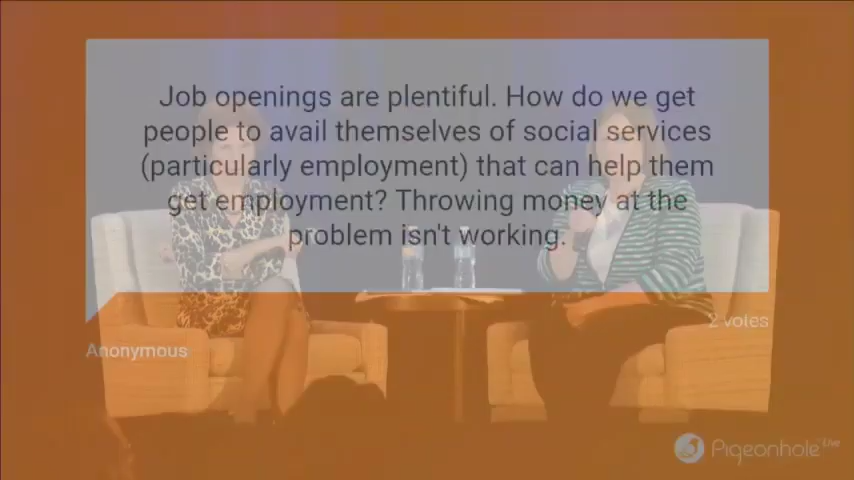 Job openings are plentiful. How do we get
people to avail themselves of social services
(particularly employment) that can help them
get employment? Throwing money at the
problem isn't working.
2 votes
Anonymous
Pigeonhole Live